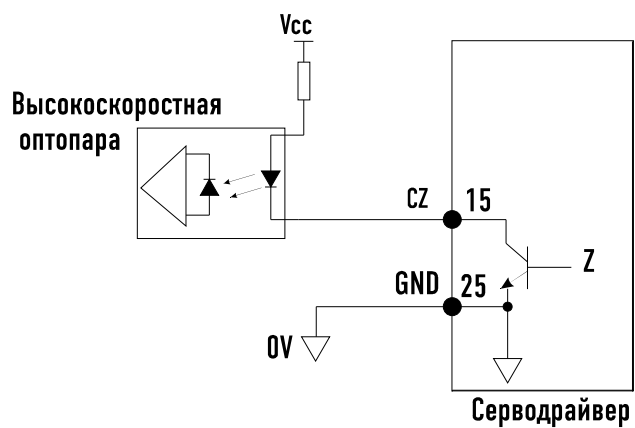 Vcc
Высокоскоростная
оптопара
CZ 15
Z
GND 25
0V
Серводрайвер